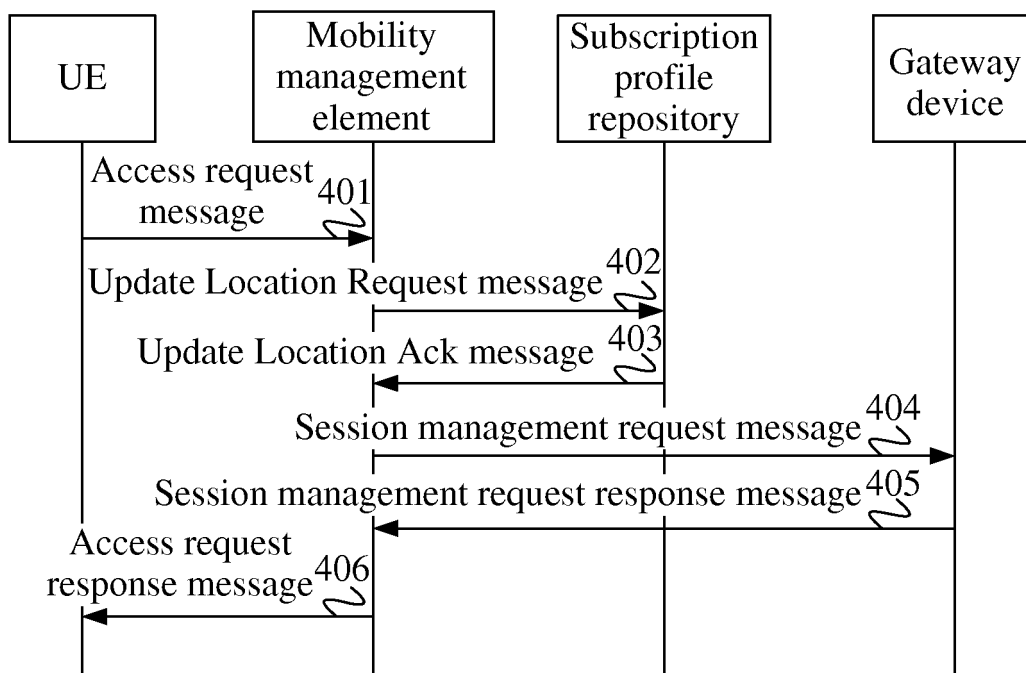 UE
Mobility
management
element
Subscription
profile
repository
Gateway
device
Access request
message
401
Update Location Request message
402
Update Location Ack message
403
Session management request message
404
Session management request response message
405
Access request
response message
406